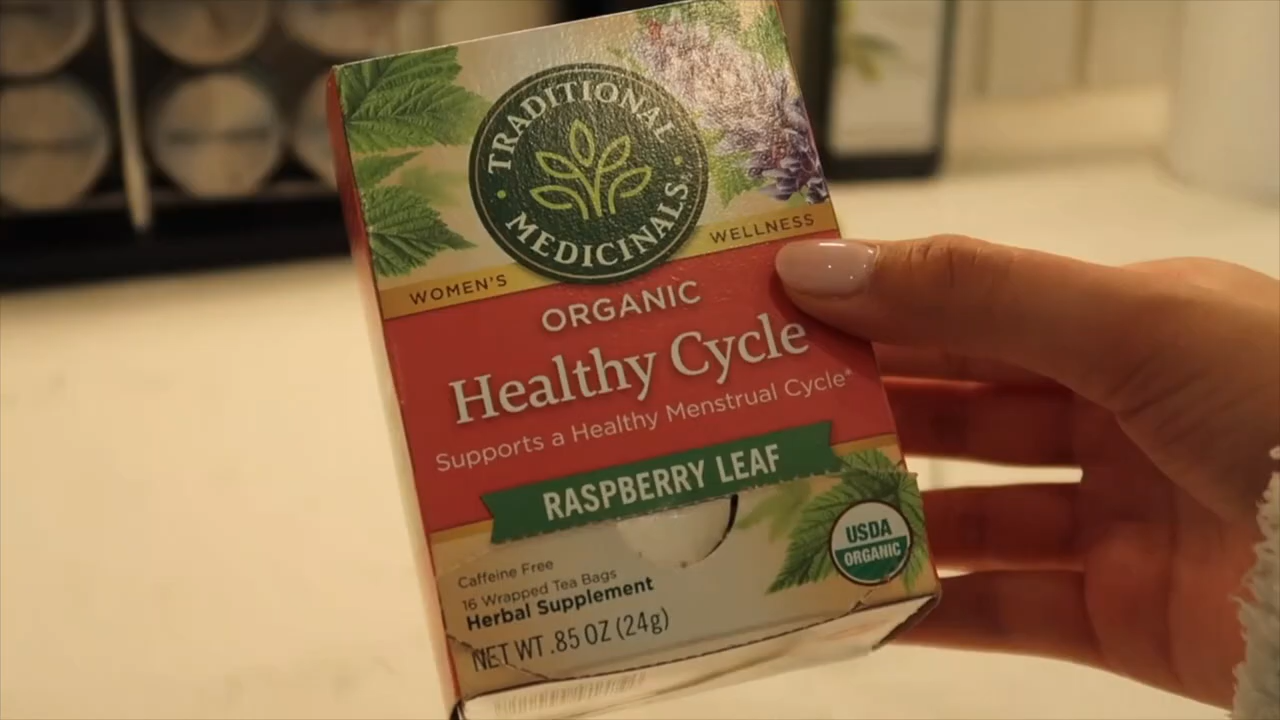 TRADITIONAL
MEDICINALS
WOMEN'S WELLNESS
ORGANIC
Healthy Cycle
Supports a Healthy Menstrual Cycle*
RASPBERRY LEAF
Caffeine Free
16 Wrapped Tea Bags
Herbal Supplement
NET WT .85 OZ (24g)
USDA
ORGANIC